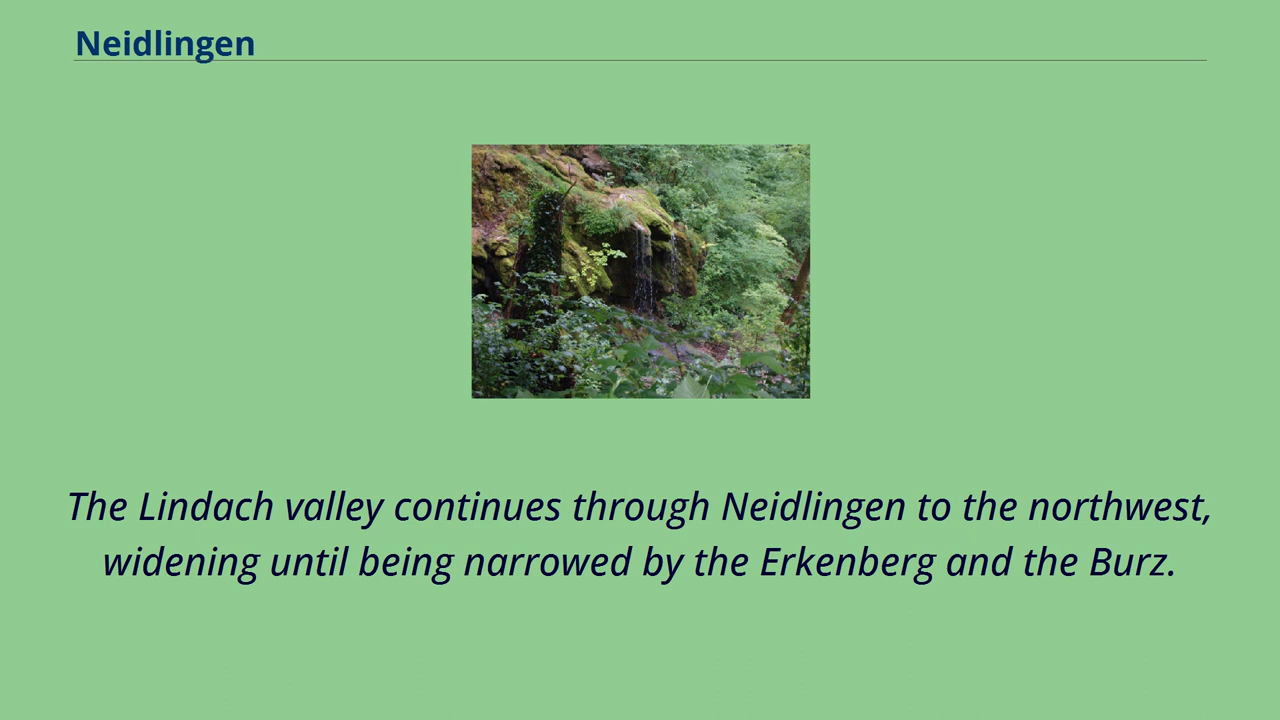 Neidlingen
The Lindach valley continues through Neidlingen to the northwest,
widening until being narrowed by the Erkenberg and the Burz.